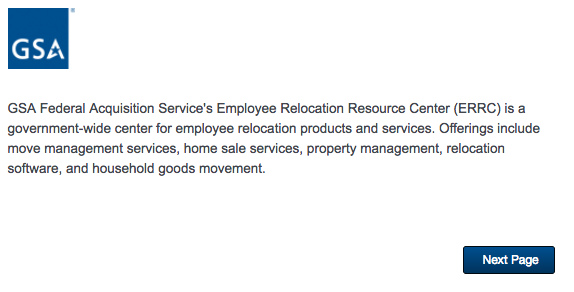 GSA
GSA Federal Acquisition Service's Employee Relocation Resource Center (ERRC) is a
government-wide center for employee relocation products and services. Offerings include
move management services, home sale services, property management, relocation
software, and household goods movement.
Next Page